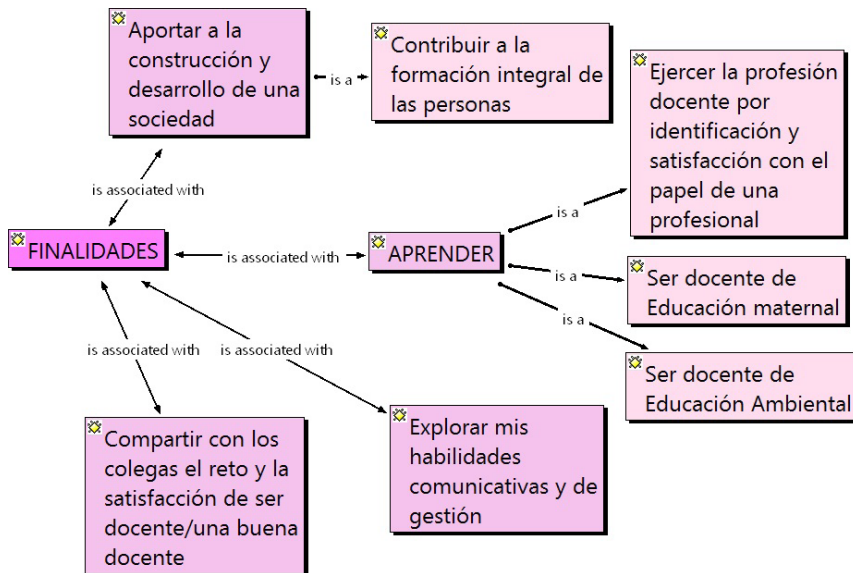 Aportar a la
construcción y
desarrollo de una
sociedad
is a
Contribuir a la
formación integral de
las personas
Ejercer la profesión
docente por
identificación y
satisfacción con el
papel de una
profesional
is associated with
is a
FINALIDADES
is associated with
APRENDER
is a
Ser docente de
Educación maternal
is a
Ser docente de
Educación Ambiental
is associated with
is associated with
Compartir con los
colegas el reto y la
satisfacción de ser
docente/una buena
docente
Explorar mis
habilidades
comunicativas y de
gestión